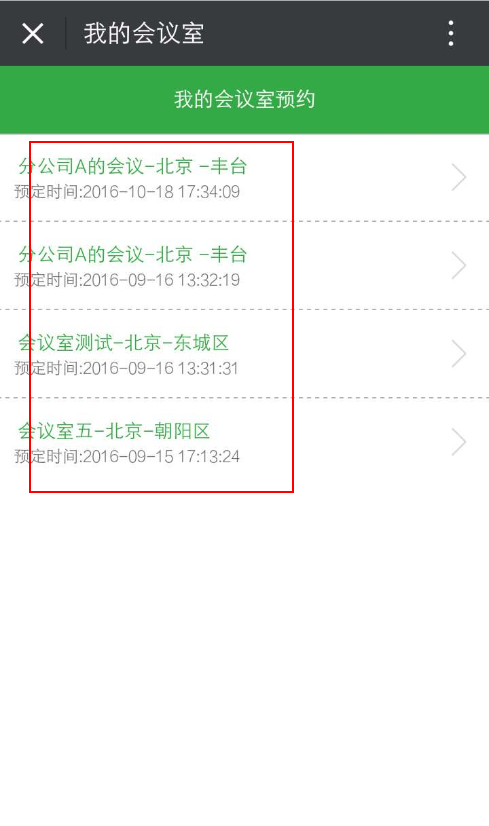 我的会议室
我的会议室预约
分公司A的会议-北京 -丰台
预定时间:2016-10-18 17:34:09
分公司A的会议-北京 -丰台
预定时间:2016-09-16 13:32:19
会议室测试-北京-东城区
预定时间:2016-09-16 13:31:31
会议室五-北京-朝阳区
预定时间:2016-09-15 17:13:24